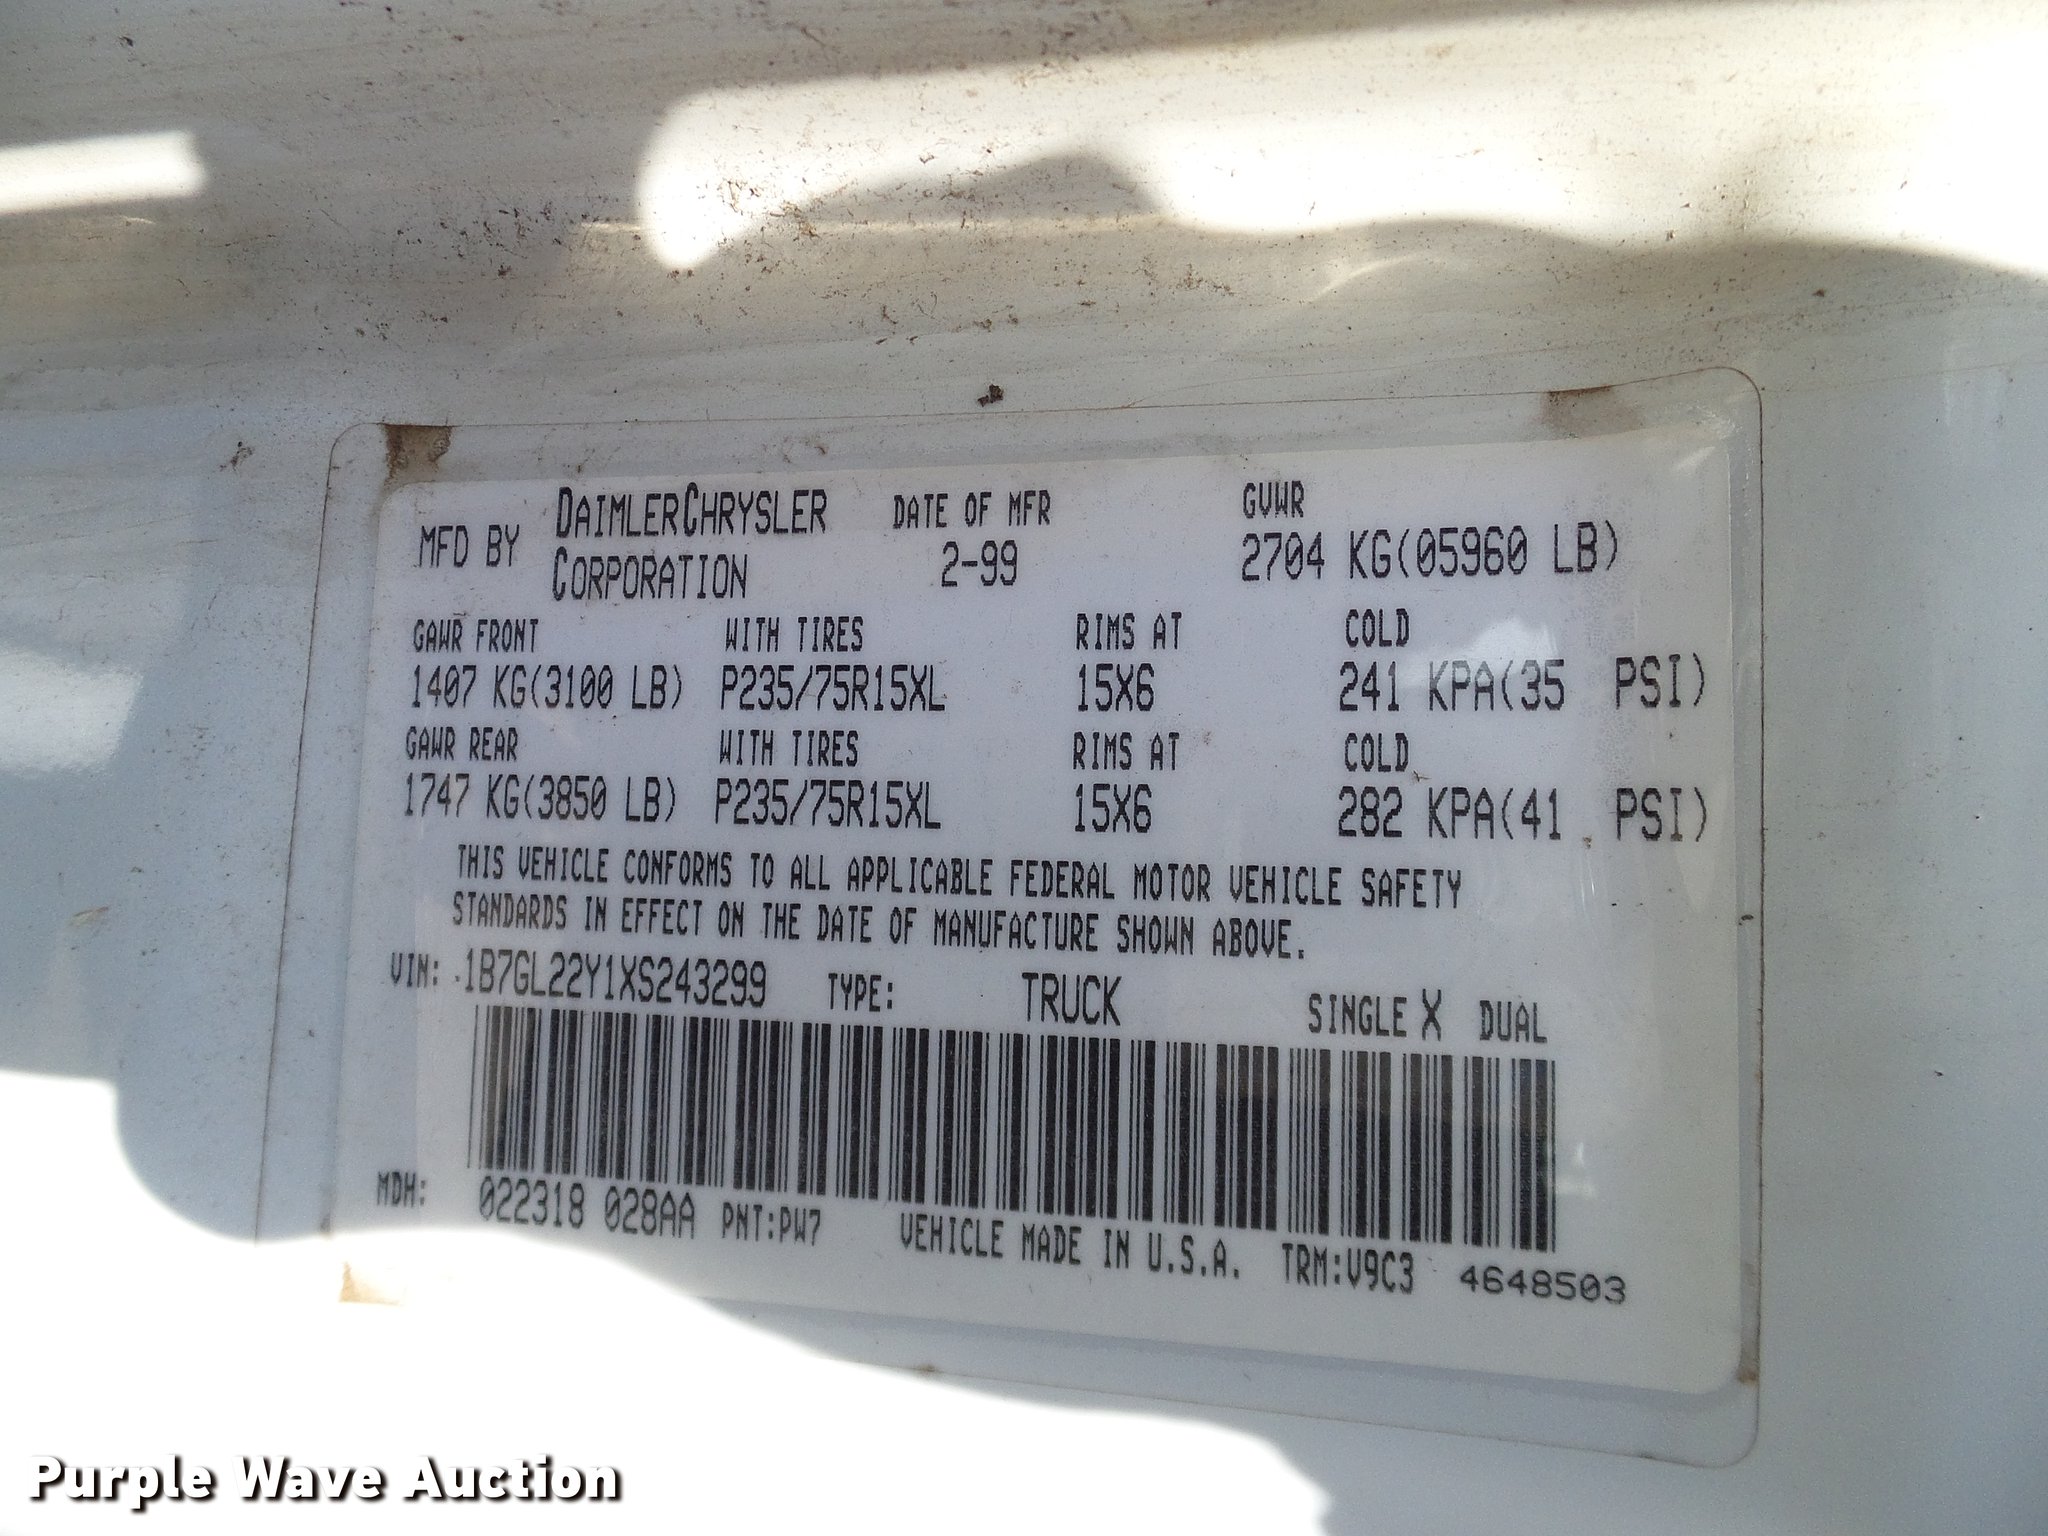 MFD BY DAIMLERCHRYSLER CORPORATION DATE OF MFR 2-99 GVWR 2704 KG(05960 LB)
GAWR FRONT WITH TIRES RIMS AT COLD
1407 KG(3100 LB) P235/75R15XL 15X6 241 KPA(35 PSI)
GAWR REAR WITH TIRES RIMS AT COLD
1747 KG(3850 LB) P235/75R15XL 15X6 282 KPA(41 PSI)
THIS VEHICLE CONFORMS TO ALL APPLICABLE FEDERAL MOTOR VEHICLE SAFETY
STANDARDS IN EFFECT ON THE DATE OF MANUFACTURE SHOWN ABOVE.
VIN: 1B7GL22Y1XS243299 TYPE: TRUCK SINGLE X DUAL
MDH: 022318 028AA PNT:PW7 VEHICLE MADE IN U.S.A. TRM:V9C3 4648503
Purple Wave Auction